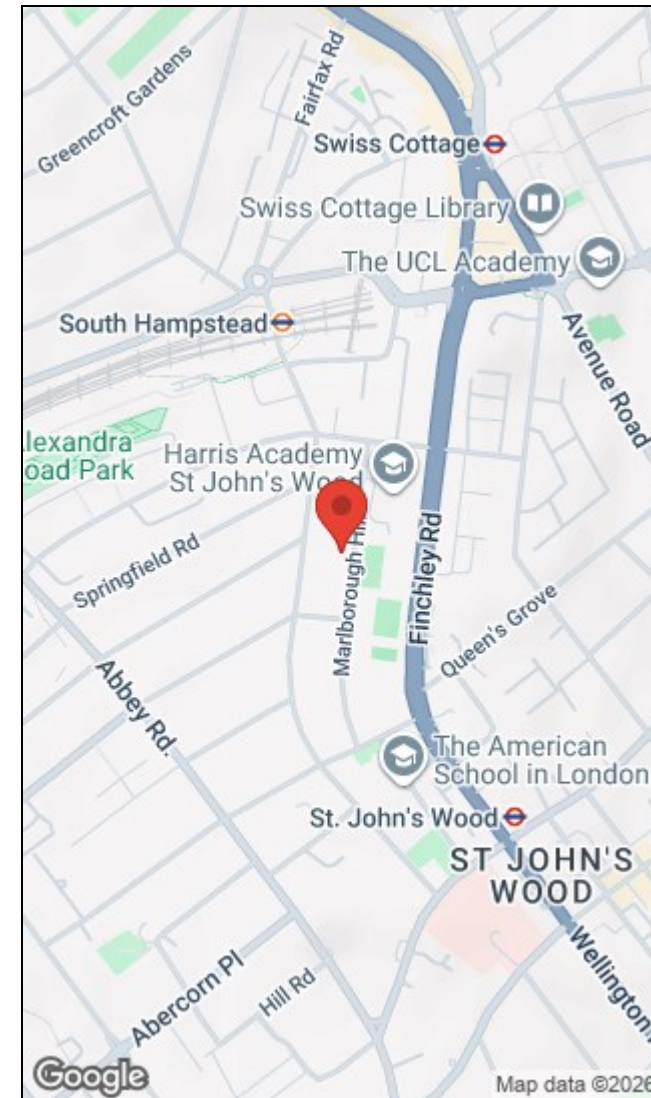 Fairfax Rd
Greencroft Gardens
Swiss Cottage
Swiss Cottage Library
The UCL Academy
South Hampstead
Avenue Road
lexandra
oad Park
Harris Academy
St John's Wood
Springfield Rd
Marlborough Hil
Finchley Rd
Queen's Grove
Abbey Rd.
The American
School in London
St. John's Wood
ST JOHN'S
WOOD
Wellington
Abercorn Pl
Hill Rd
Google
Map data ©2026